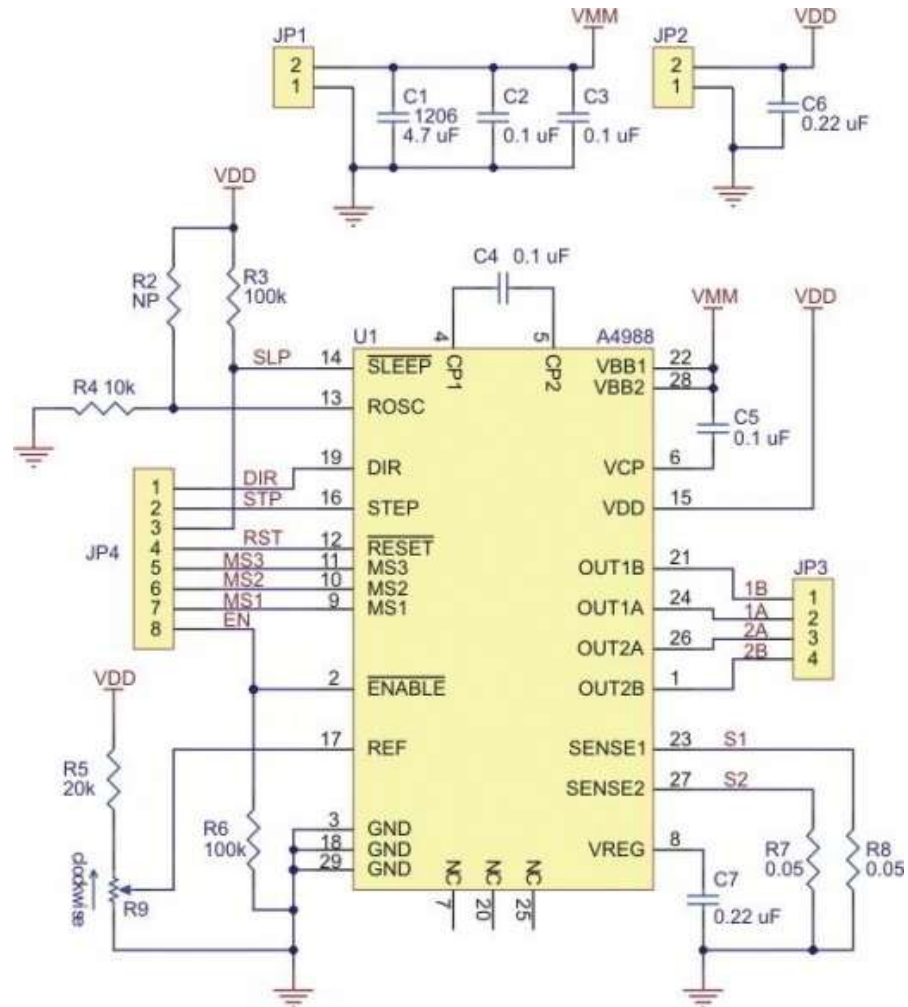 VMM
VDD
JP1
JP2
2
1
2
1
C1
1206
4.7 uF
C2
0.1 uF
C3
0.1 uF
C6
0.22 uF
VDD
R2
NP
R3
100k
C4 0.1 uF
VMM
VDD
U1
4
5
A4988
CP1
CP2
SLP
14
SLEEP
VBB1
22
VBB2
28
R4 10k
13
ROSC
C5
0.1 uF
19
DIR
VCP
6
1
DIR
2
STP
16
STEP
VDD
15
3
JP4
4
RST
12
RESET
5
MS3
11
MS3
6
MS2
10
MS2
7
MS1
9
MS1
8
EN
OUT1B
21
JP3
1B
1
OUT1A
24
1A
2
2A
3
OUT2A
26
2B
4
VDD
2
ENABLE
OUT2B
1
17
REF
SENSE1
23
S1
R5
20k
SENSE2
27
S2
R6
100k
3
GND
18
GND
29
GND
VREG
8
R7
0.05
R8
0.05
clockwise
R9
NC
NC
NC
7
20
25
C7
0.22 uF